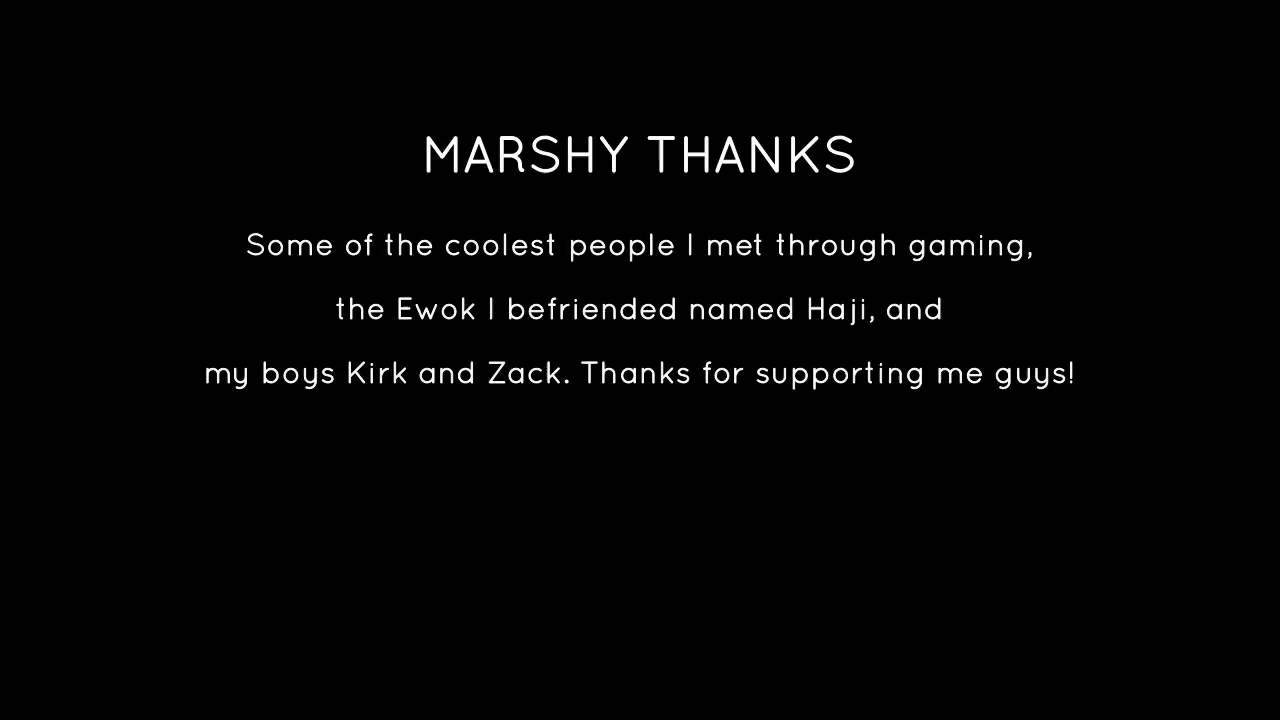 MARSHY THANKS
Some of the coolest people I met through gaming,
the Ewok I befriended named Haji, and
my boys Kirk and Zack. Thanks for supporting me guys!